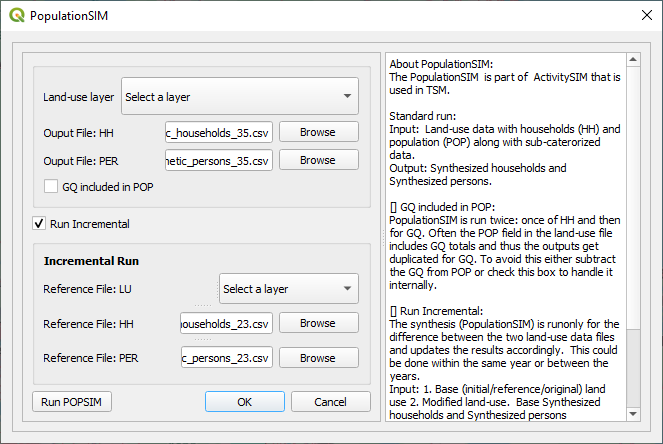 PopulationSIM
Land-use layer
Select a layer
Ouput File: HH
c_households_35.csv
Browse
Ouput File: PER
netic_persons_35.csv
Browse
GQ included in POP
Run Incremental
Incremental Run
Reference File: LU
Select a layer
Reference File: HH
ouseholds_23.csv
Browse
Reference File: PER
c_persons_23.csv
Browse
Run POPSIM
OK
Cancel
About PopulationSIM:
The PopulationSIM is part of ActivitySIM that is
used in TSM.
Standard run:
Input: Land-use data with households (HH) and
population (POP) along with sub-caterorized
data.
Output: Synthesized households and
Synthesized persons.
[] GQ included in POP:
PopulationSIM is run twice: once of HH and then
for GQ. Often the POP field in the land-use file
includes GQ totals and thus the outputs get
duplicated for GQ. To avoid this either subtract
the GQ from POP or check this box to handle it
internally.
[] Run Incremental:
The synthesis (PopulationSIM) is runonly for the
difference between the two land-use data files
and updates the results accordingly. This could
be done within the same year or between the
years.
Input: 1. Base (initial/reference/original) land
use 2. Modified land-use. Base Synthesized
households and Synthesized persons